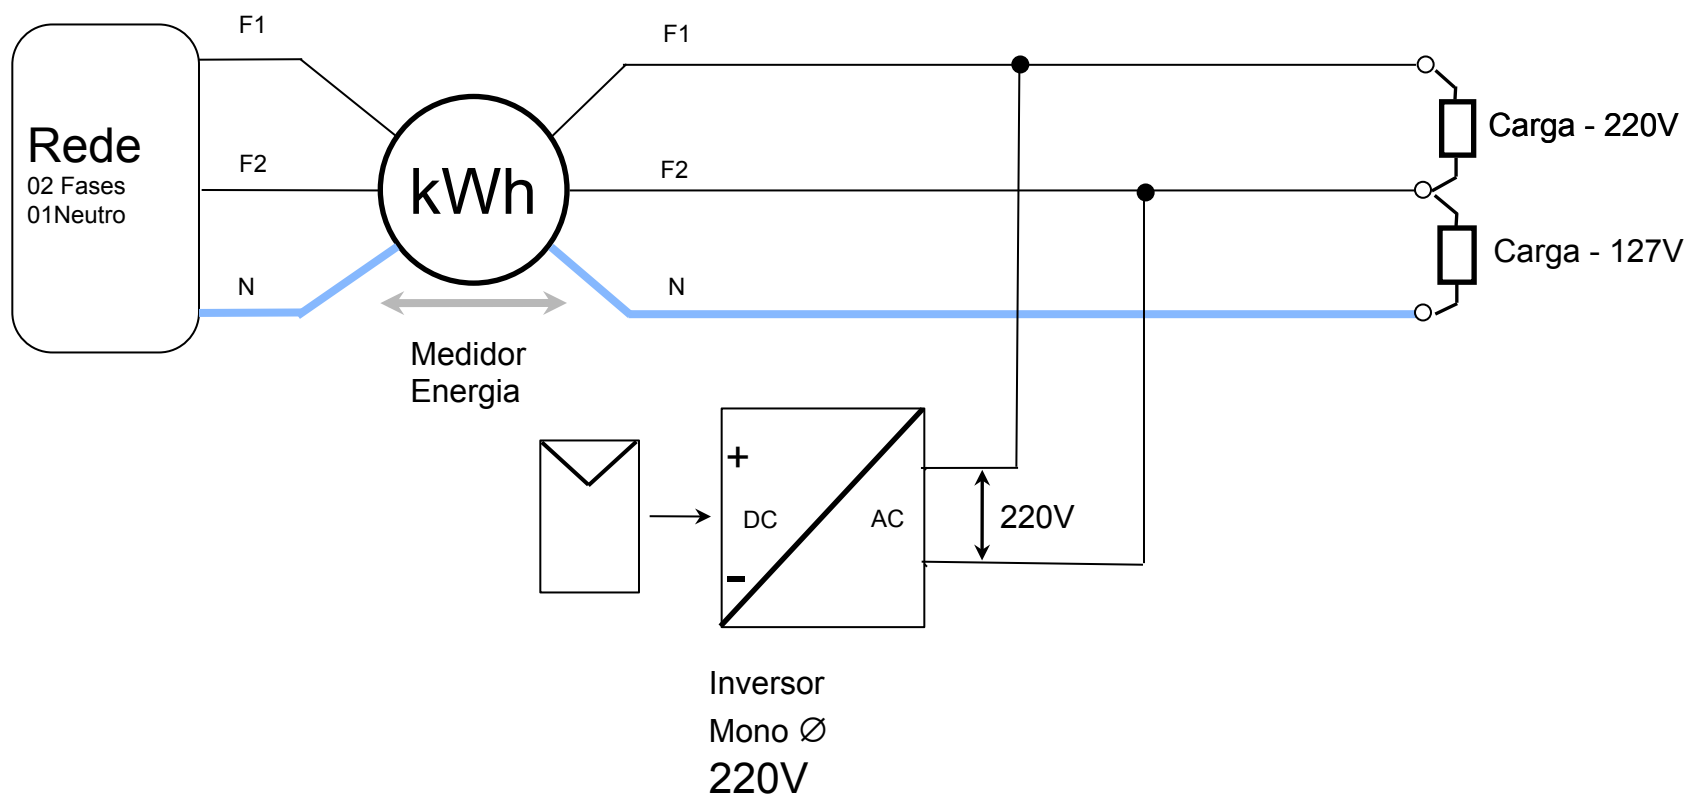 F1
F1
Rede
02 Fases
01Neutro
F2
kWh
F2
Carga - 220V
Carga - 127V
N
N
Medidor
Energia
+
DC
AC
220V
-
Inversor
Mono ∅
220V